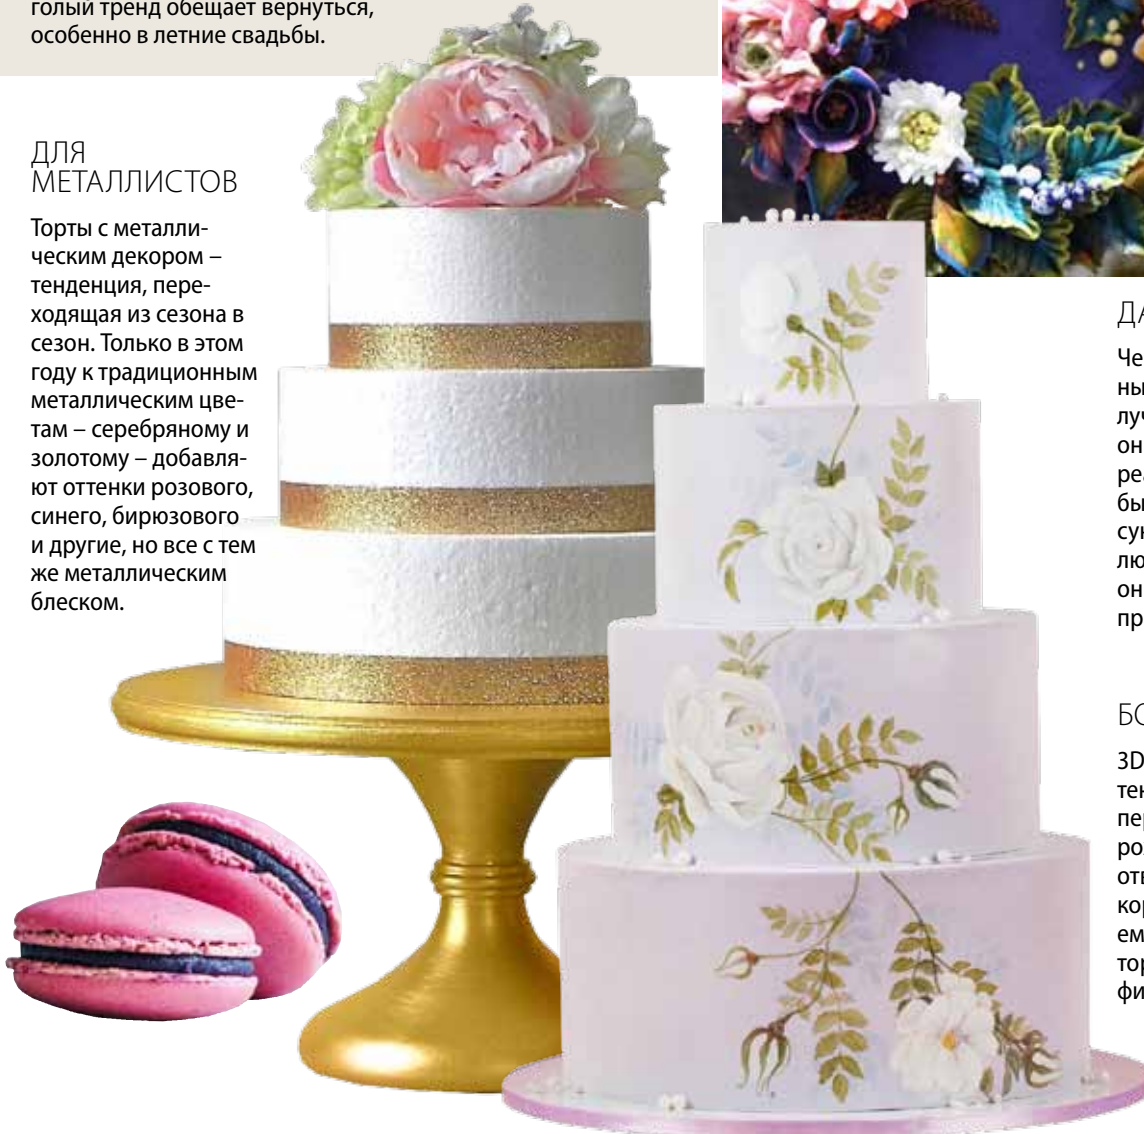 голый тренд обещает вернуться,
особенно в летние свадьбы.
ДЛЯ
МЕТАЛЛИСТОВ
Торты с металли-
ческим декором –
тенденция, пере-
ходящая из сезона в
сезон. Только в этом
году к традиционным
металлическим цве-
там – серебряному и
золотому – добавля-
ют оттенки розового,
синего, бирюзового
и другие, но все с тем
же металлическим
блеском.
3D